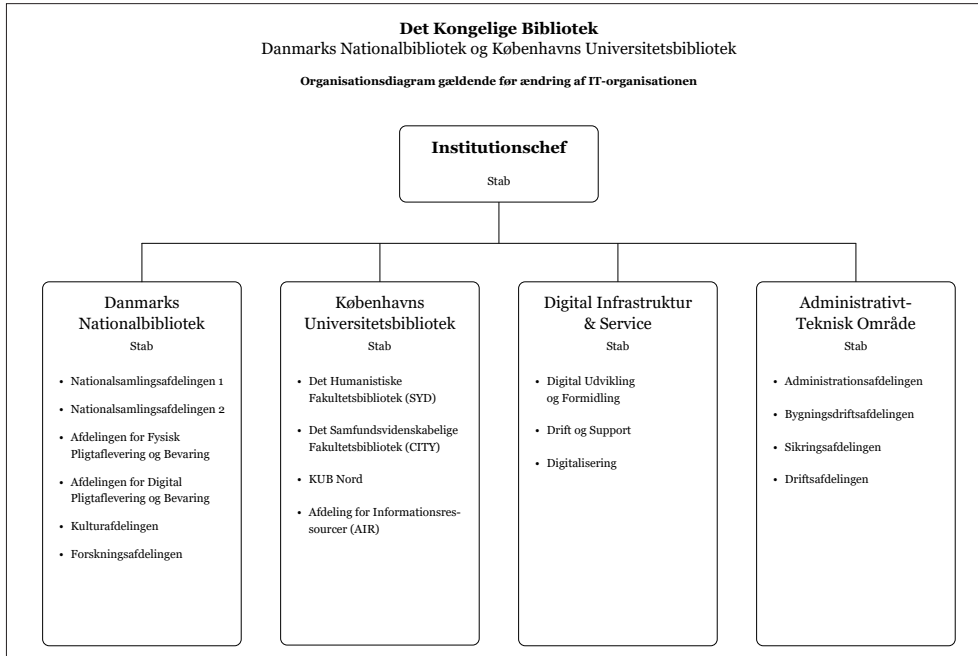 Det Kongelige Bibliotek
Danmarks Nationalbibliotek og Københavns Universitetsbibliotek
Organisationsdiagram gældende før ændring af IT-organisationen
Institutionschef
Stab
Danmarks
Nationalbibliotek
Stab
• Nationalsamlingsafdelingen 1
• Nationalsamlingsafdelingen 2
• Afdelingen for Fysisk
Pligtaflevering og Bevaring
• Afdelingen for Digital
Pligtaflevering og Bevaring
• Kulturafdelingen
• Forskningsafdelingen
Københavns
Universitetsbibliotek
Stab
• Det Humanistiske
Fakultetsbibliotek (SYD)
• Det Samfundsvidenskabelige
Fakultetsbibliotek (CITY)
• KUB Nord
• Afdeling for Informationsres-
sourcer (AIR)
Digital Infrastruktur
& Service
Stab
• Digital Udvikling
og Formidling
• Drift og Support
• Digitalisering
Administrativt-
Teknisk Område
Stab
• Administrationsafdelingen
• Bygningsdriftsafdelingen
• Sikringsafdelingen
• Driftsafdelingen